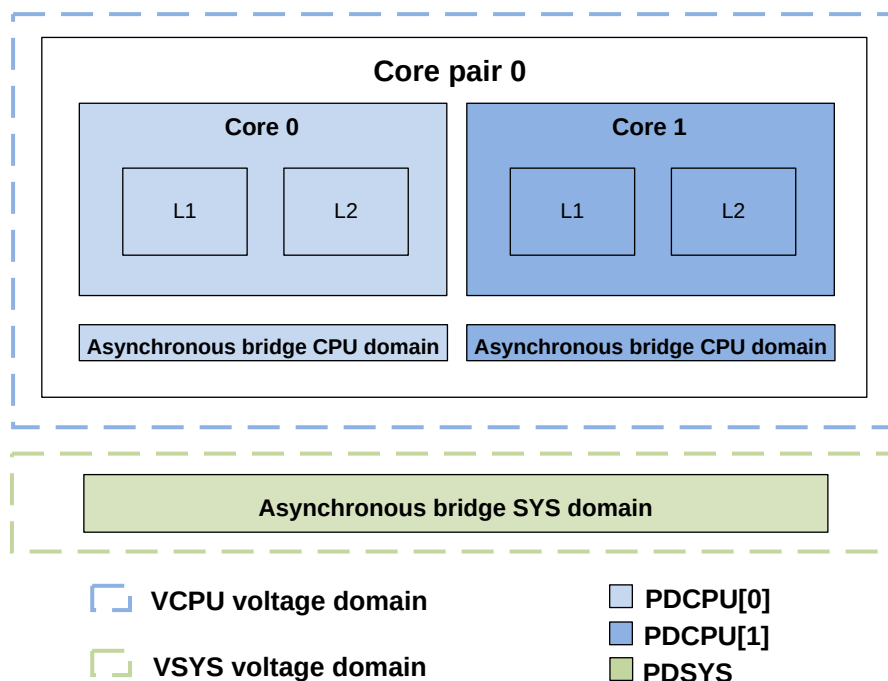 Core pair 0
Core 0
Core 1
L1
L2
L1
L2
Asynchronous bridge CPU domain
Asynchronous bridge CPU domain
Asynchronous bridge SYS domain
VCPU voltage domain
VSYS voltage domain
PDCPU[0]
PDCPU[1]
PDSYS